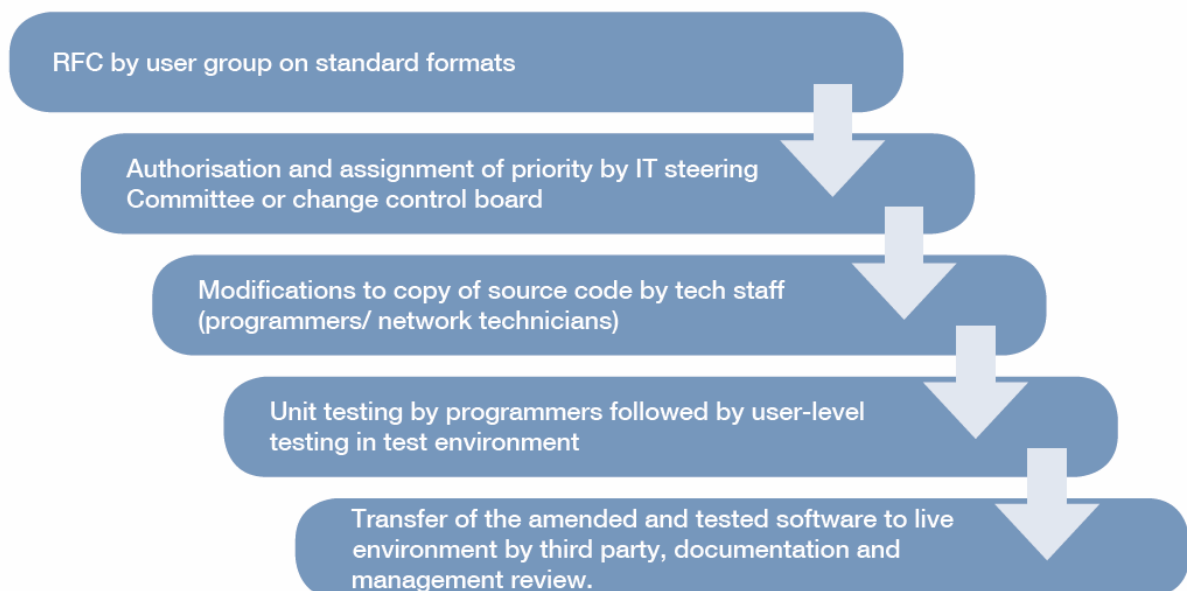 RFC by user group on standard formats
Authorisation and assignment of priority by IT steering
Committee or change control board
Modifications to copy of source code by tech staff
(programmers/ network technicians)
Unit testing by programmers followed by user-level
testing in test environment
Transfer of the amended and tested software to live
environment by third party, documentation and
management review.